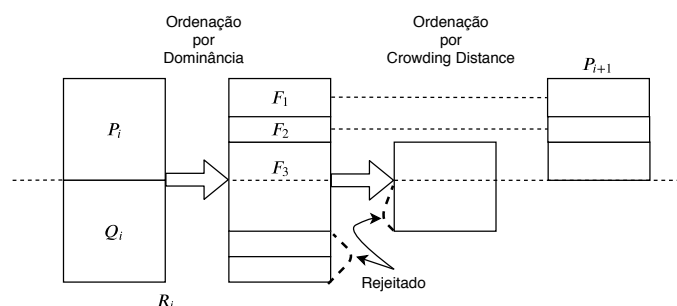 Ordenação
por
Dominância
Ordenação
por
Crowding Distance
P_{i+1}
P_i
F_1
F_2
F_3
Q_i
Rejeitado
R_i